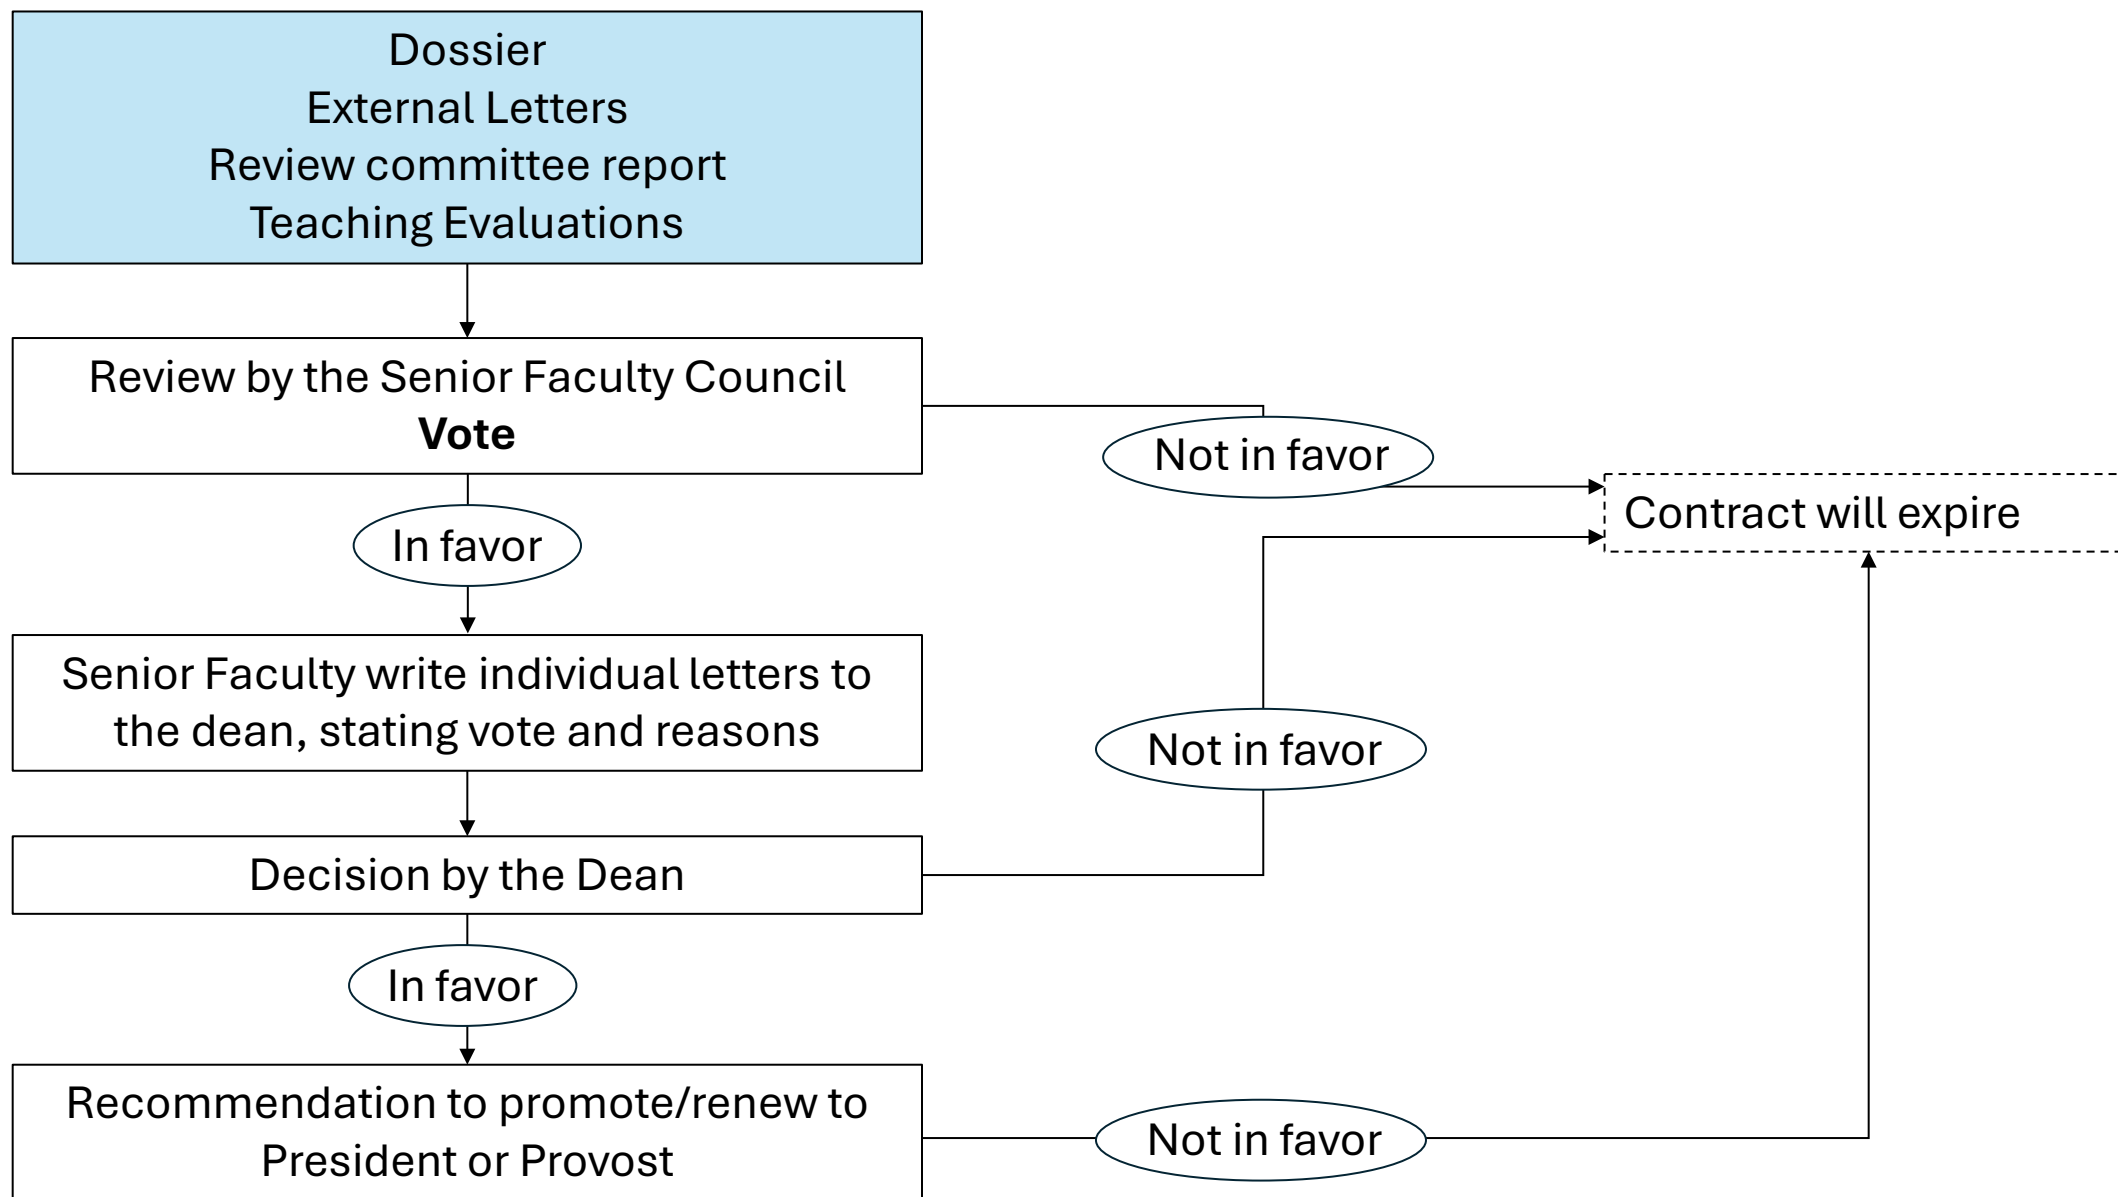 Dossier
External Letters
Review committee report
Teaching Evaluations
Review by the Senior Faculty Council
Vote
Not in favor
Contract will expire
In favor
Senior Faculty write individual letters to
the dean, stating vote and reasons
Not in favor
Decision by the Dean
In favor
Recommendation to promote/renew to
President or Provost
Not in favor